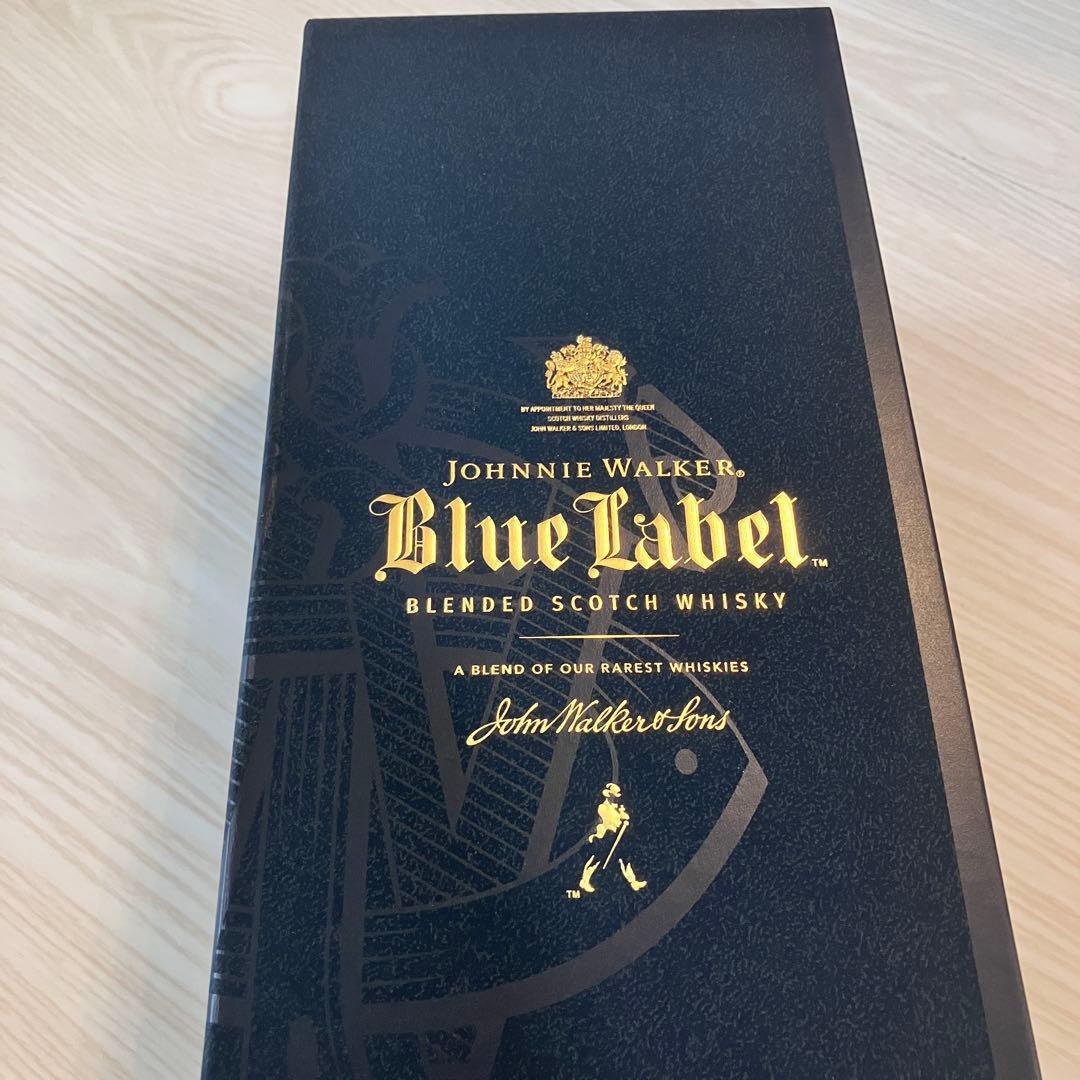 BY APPOINTMENT TO HER MAJESTY THE QUEEN
SCOTCH WHISKY DISTILLERS
JOHN WALKER & SONS LIMITED, LONDON
JOHNNIE WALKER®
Blue Label™
BLENDED SCOTCH WHISKY
A BLEND OF OUR RAREST WHISKIES
John Walker & Sons
™